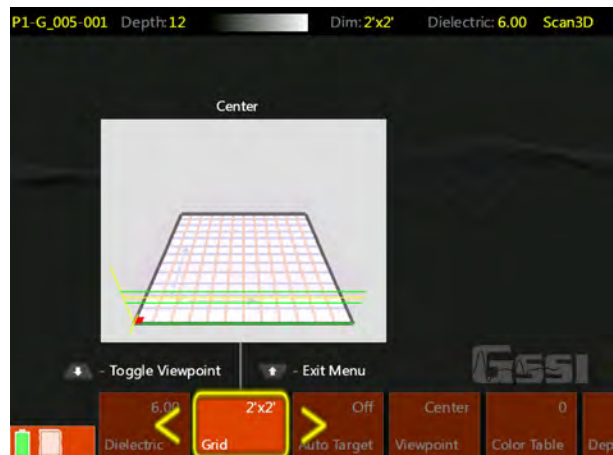 P1-G_005-001 Depth: 12 Dim: 2'x2' Dielectric: 6.00 Scan3D
Center
- Toggle Viewpoint - Exit Menu
GSSI
6.00 2'x2' Off Center 0
Dielectric Grid Auto Target Viewpoint Color Table Dep